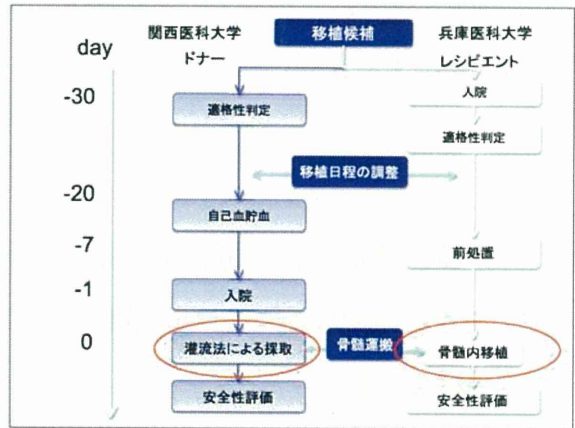 関西医科大学
ドナー
移植候補
兵庫医科大学
レシピエント
day
-30
適格性判定
入院
適格性判定
移植日程の調整
-20
自己血貯血
-7
前処置
-1
入院
0
灌流法による採取
骨髄運搬
骨髄内移植
安全性評価
安全性評価